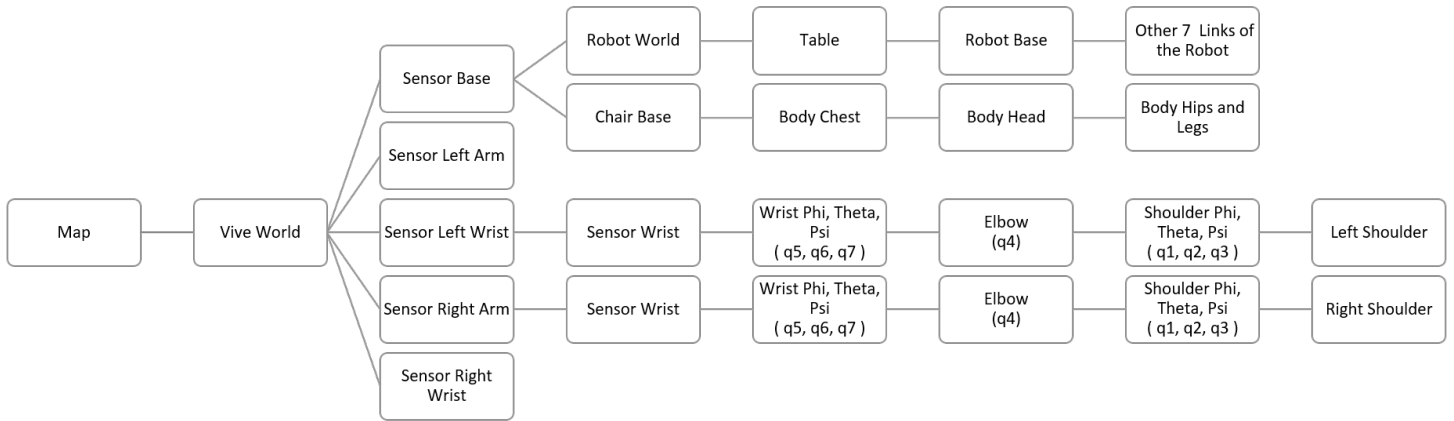 Map
Vive World
Sensor Base
Robot World
Table
Robot Base
Other 7 Links of
the Robot
Chair Base
Body Chest
Body Head
Body Hips and
Legs
Sensor Left Arm
Sensor Left Wrist
Sensor Wrist
Wrist Phi, Theta,
Psi
( q5, q6, q7 )
Elbow
(q4)
Shoulder Phi,
Theta, Psi
( q1, q2, q3 )
Left Shoulder
Sensor Right Arm
Sensor Wrist
Wrist Phi, Theta,
Psi
( q5, q6, q7 )
Elbow
(q4)
Shoulder Phi,
Theta, Psi
( q1, q2, q3 )
Right Shoulder
Sensor Right
Wrist